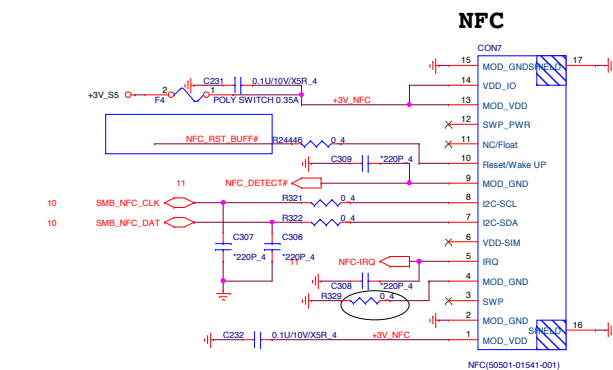 NFC
CON7
15 MOD_GND SHIELD 17
C231 0.1U/10V/X5R_4
14 VDD_IO
+3V_S5 2 1
F4 POLY SWITCH 0.35A +3V_NFC 13 MOD_VDD
12 SWP_PWR
NFC_RST_BUFF# R24446 0_4 11 NC/Float
C309 *220P_4 10 Reset/Wake UP
11 NFC_DETECT# 9 MOD_GND
10 SMB_NFC_CLK R321 0_4 8 I2C-SCL
10 SMB_NFC_DAT R322 0_4 7 I2C-SDA
C307 C306 6 VDD-SIM
*220P_4 *220P_4 11 NFC-IRQ 5 IRQ
C308 *220P_4 4 MOD_GND
R329 0_4 3 SWP
2 MOD_GND SHIELD 16
C232 0.1U/10V/X5R_4 +3V_NFC 1 MOD_VDD
NFC(50501-01541-001)